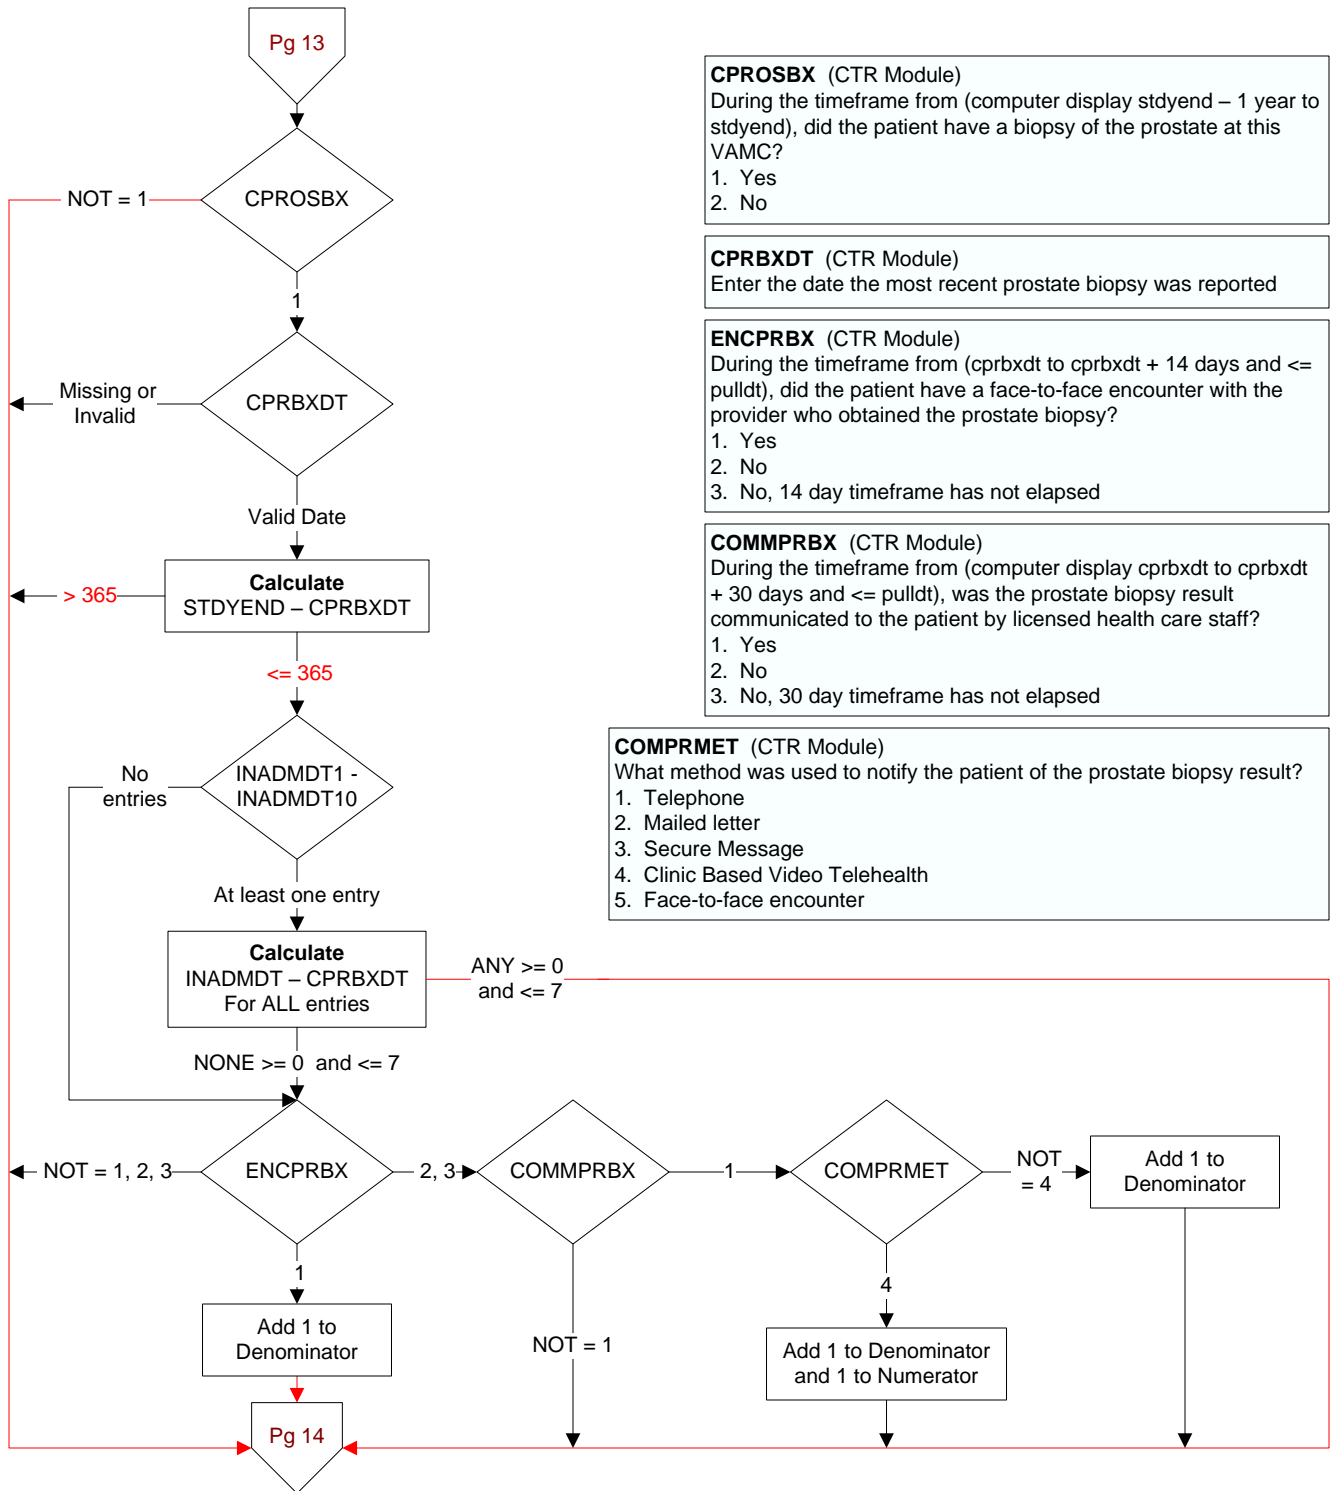 Pg 13
CPROSBX (CTR Module)
During the timeframe from (computer display stdyend – 1 year to
stdyend), did the patient have a biopsy of the prostate at this
VAMC?
1. Yes
2. No
NOT = 1
CPROSBX
1
CPRBXDT (CTR Module)
Enter the date the most recent prostate biopsy was reported
Missing or
Invalid
CPRBXDT
ENCPRBX (CTR Module)
During the timeframe from (cprbxdt to cprbxdt + 14 days and <=
pulldt), did the patient have a face-to-face encounter with the
provider who obtained the prostate biopsy?
1. Yes
2. No
3. No, 14 day timeframe has not elapsed
Valid Date
Calculate
STDYEND – CPRBXDT
> 365
<= 365
COMMPRBX (CTR Module)
During the timeframe from (computer display cprbxdt to cprbxdt
+ 30 days and <= pulldt), was the prostate biopsy result
communicated to the patient by licensed health care staff?
1. Yes
2. No
3. No, 30 day timeframe has not elapsed
No
entries
INADMDT1 -
INADMDT10
COMPRMET (CTR Module)
What method was used to notify the patient of the prostate biopsy result?
1. Telephone
2. Mailed letter
3. Secure Message
4. Clinic Based Video Telehealth
5. Face-to-face encounter
At least one entry
Calculate
INADMDT – CPRBXDT
For ALL entries
ANY >= 0
and <= 7
NONE >= 0 and <= 7
NOT = 1, 2, 3
ENCPRBX
2, 3
COMMPRBX
1
COMPRMET
NOT
= 4
Add 1 to
Denominator
1
4
Add 1 to
Denominator
NOT = 1
Add 1 to Denominator
and 1 to Numerator
Pg 14